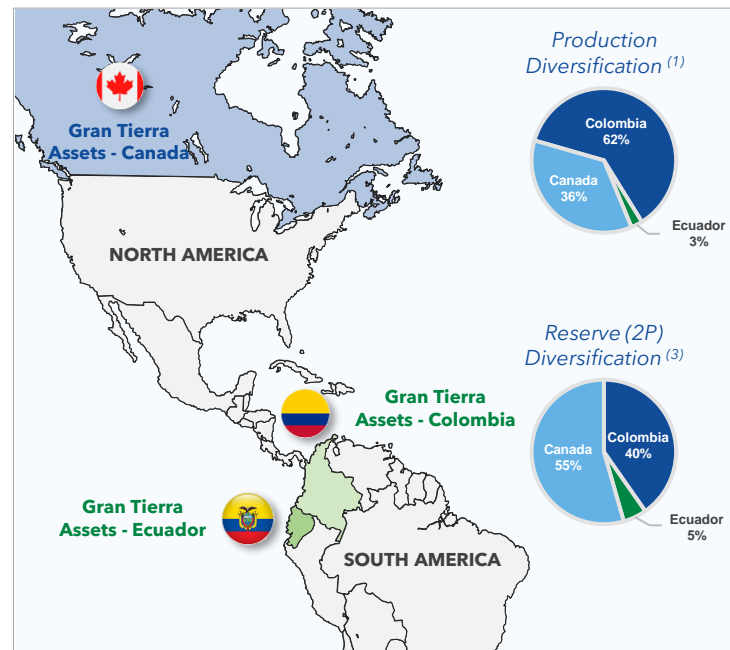 Production
Diversification (1)
Colombia
62%
Canada
36%
Ecuador
3%
Gran Tierra
Assets - Canada
NORTH AMERICA
Reserve (2P)
Diversification (3)
Canada
55%
Colombia
40%
Ecuador
5%
Gran Tierra
Assets - Colombia
Gran Tierra
Assets - Ecuador
SOUTH AMERICA